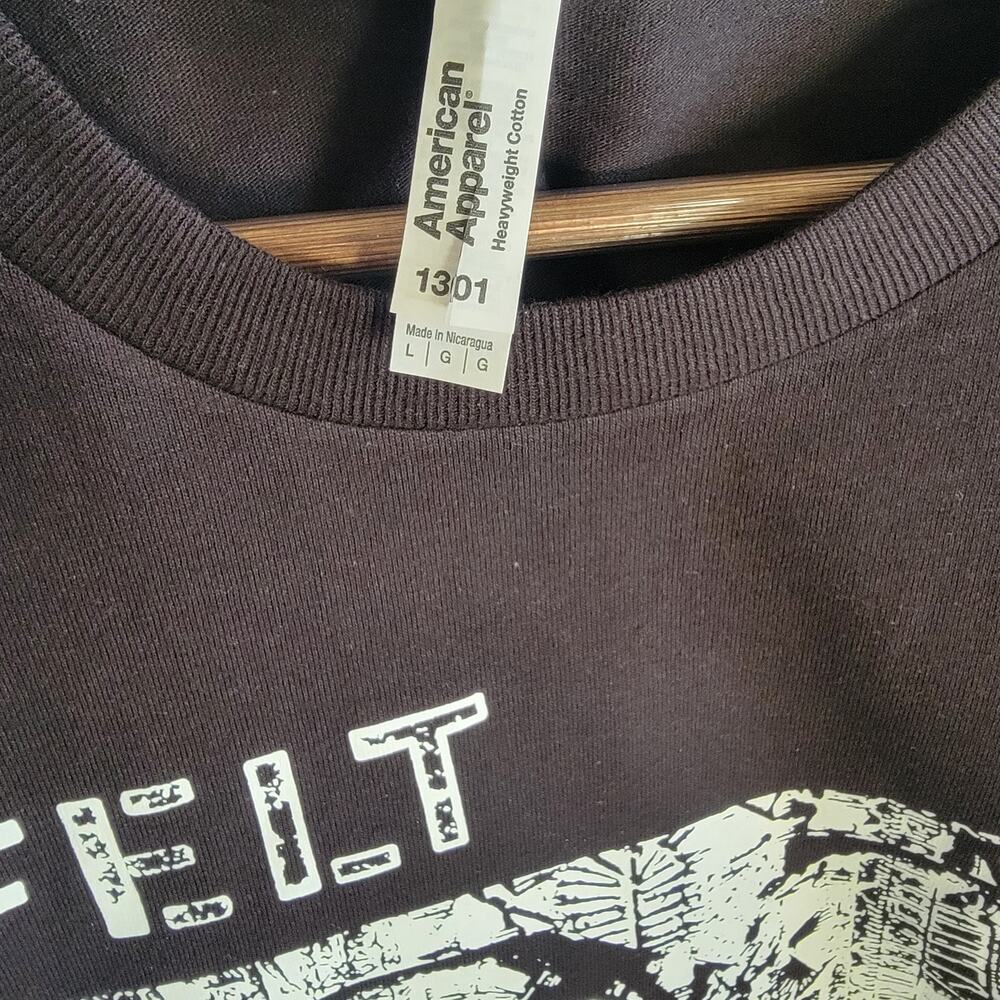 American
Apparel®
Heavyweight Cotton
1301
Made in Nicaragua
L | G | G
FELT